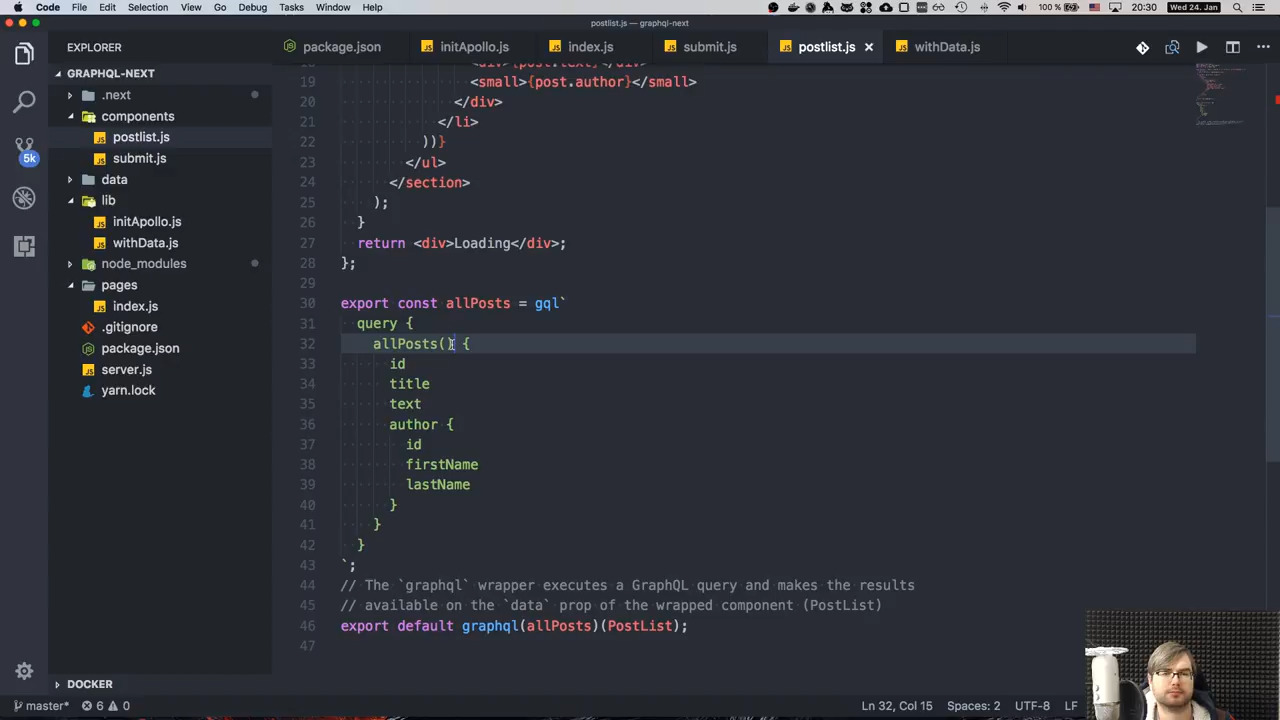 Code File Edit Selection View Go Debug Tasks Window Help 100 % 20:30 Wed 24. Jan
postlist.js — graphql-next
EXPLORER
package.json initApollo.js index.js submit.js postlist.js withData.js
GRAPHQL-NEXT
.next
components
postlist.js
submit.js
data
lib
initApollo.js
withData.js
node_modules
pages
index.js
.gitignore
package.json
server.js
yarn.lock
DOCKER
5k
18 <div>{post.text}</div>
19 <small>{post.author}</small>
20 </div>
21 </li>
22 ))}
23 </ul>
24 </section>
25 );
26 }
27 return <div>Loading</div>;
28 };
29
30 export const allPosts = gql`
31 query {
32 allPosts() {
33 id
34 title
35 text
36 author {
37 id
38 firstName
39 lastName
40 }
41 }
42 }
43 `;
44 // The `graphql` wrapper executes a GraphQL query and makes the results
45 // available on the `data` prop of the wrapped component (PostList)
46 export default graphql(allPosts)(PostList);
47
master* 6 0 Ln 32, Col 15 Spaces: 2 UTF-8 LF